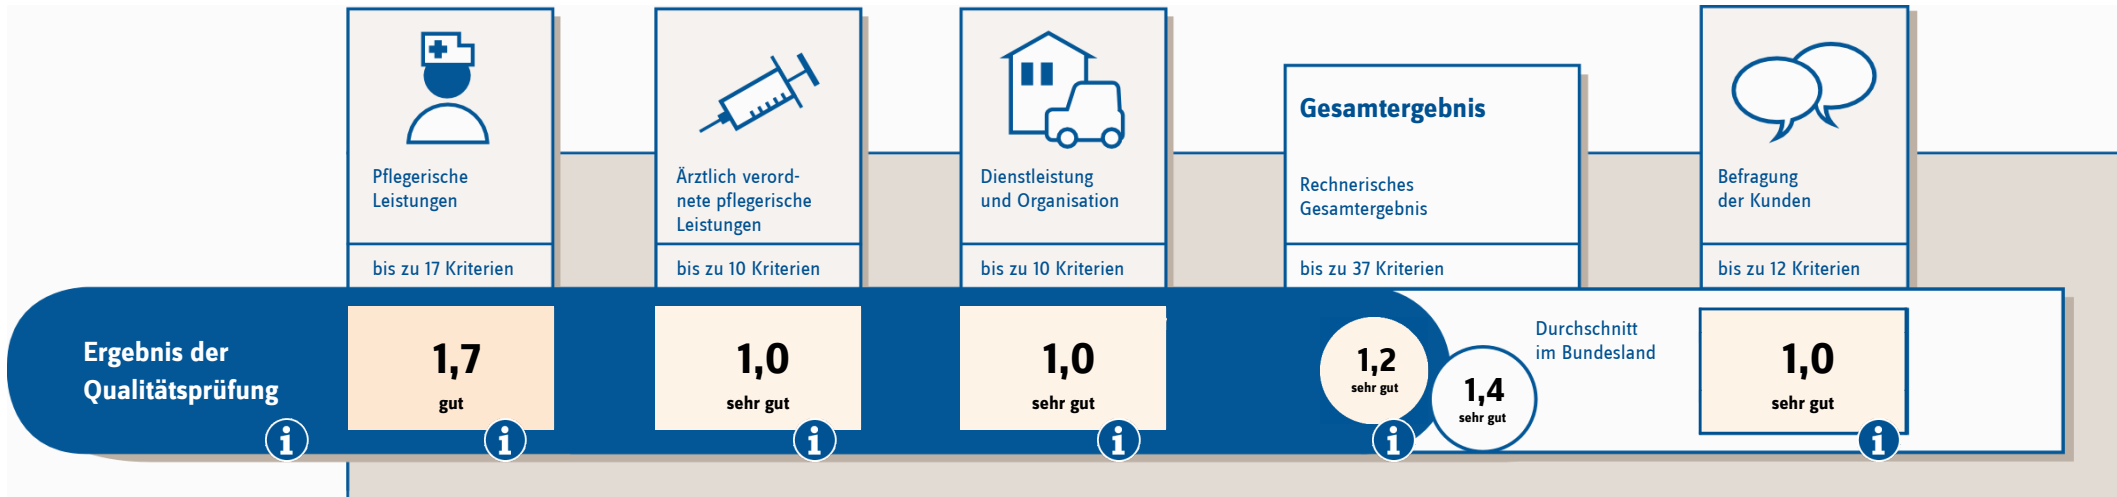 Pflegerische
Leistungen
bis zu 17 Kriterien
Ärztlich verord-
nete pflegerische
Leistungen
bis zu 10 Kriterien
Dienstleistung
und Organisation
bis zu 10 Kriterien
Gesamtergebnis
Rechnerisches
Gesamtergebnis
bis zu 37 Kriterien
Befragung
der Kunden
bis zu 12 Kriterien
Ergebnis der
Qualitätsprüfung
i
1,7
gut
i
1,0
sehr gut
i
1,0
sehr gut
i
1,2
sehr gut
i
1,4
sehr gut
Durchschnitt
im Bundesland
1,0
sehr gut
i